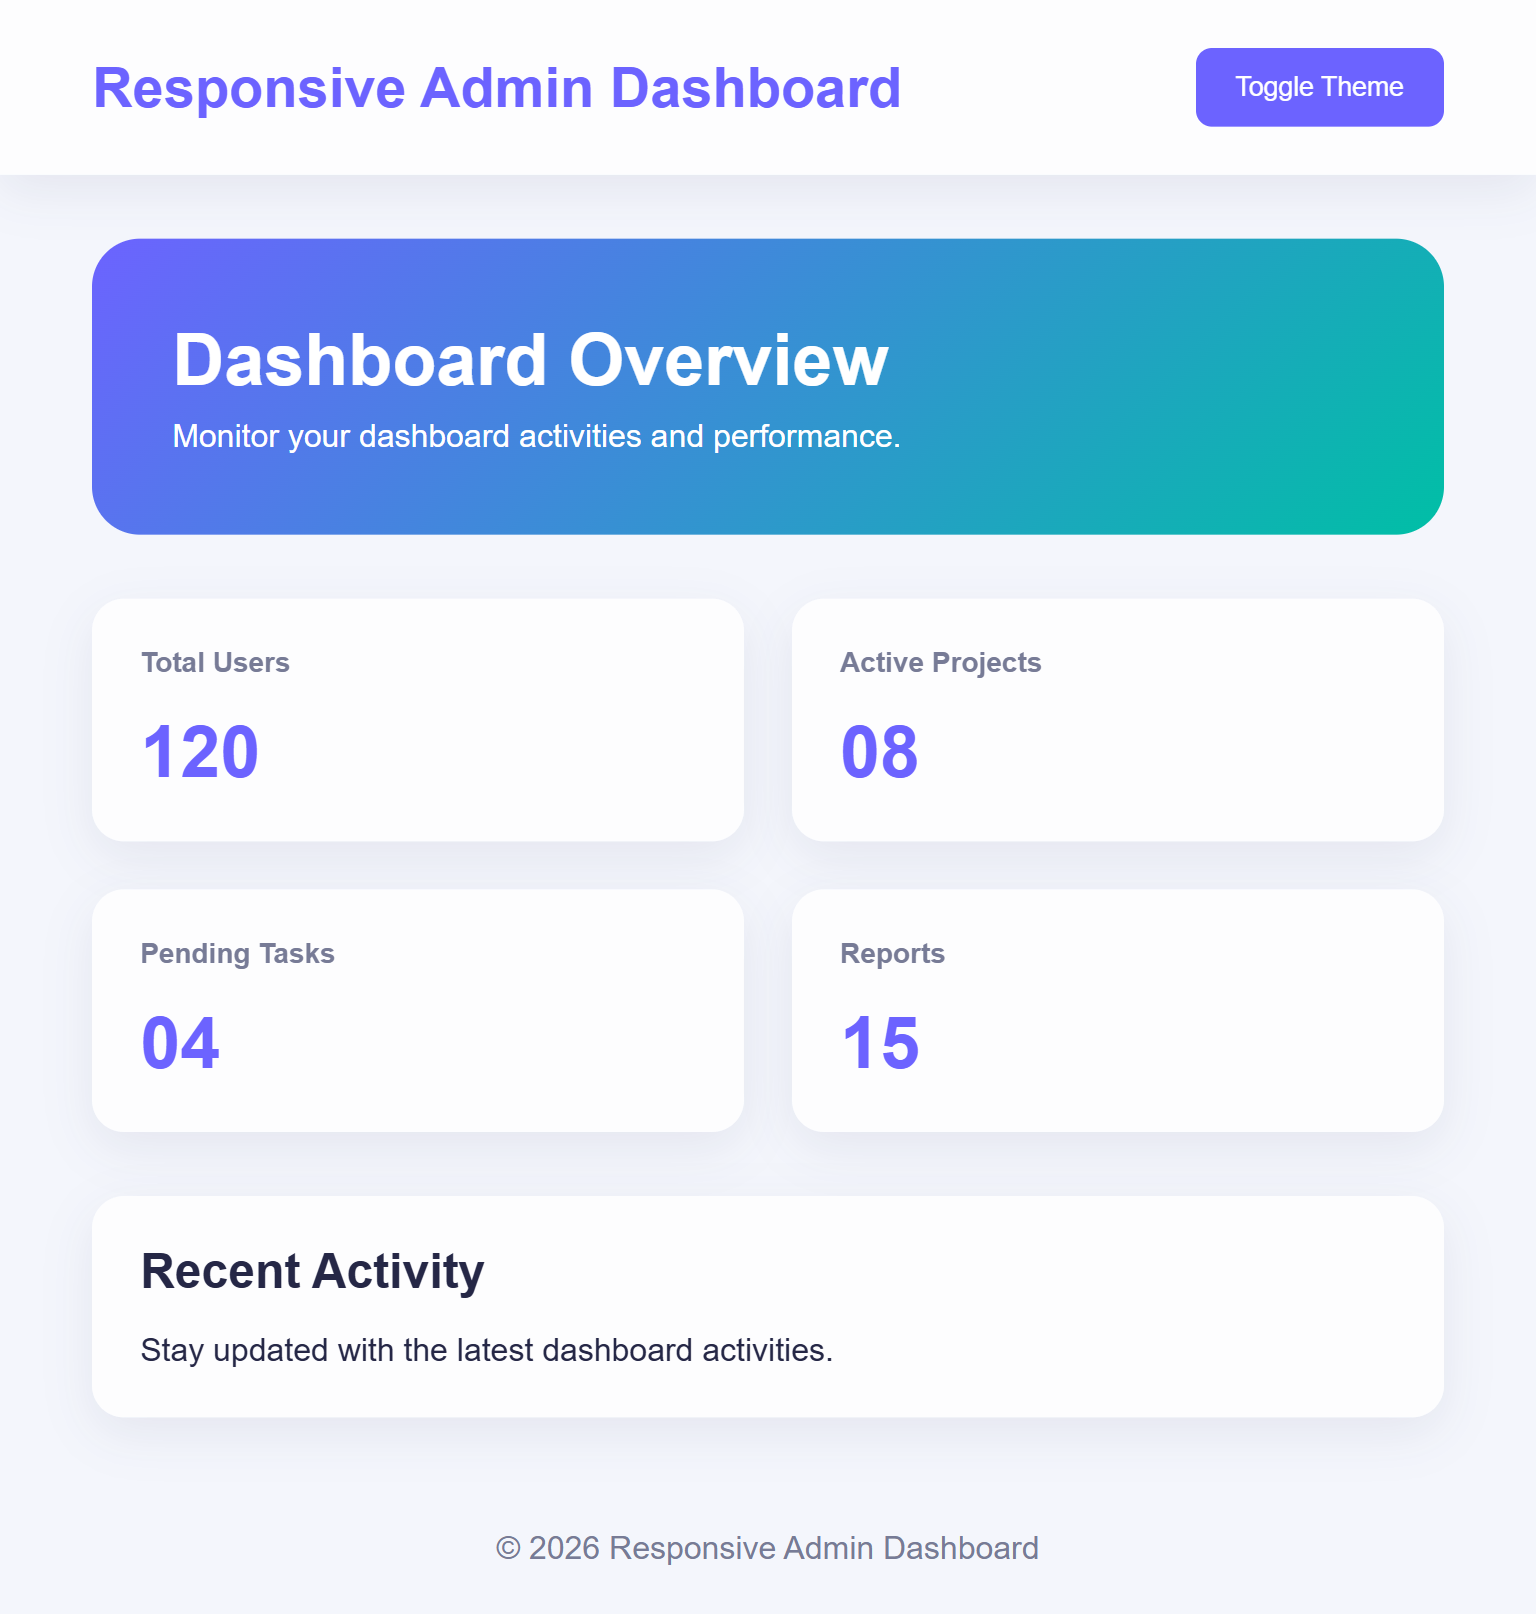 Responsive Admin Dashboard
Toggle Theme
Dashboard Overview
Monitor your dashboard activities and performance.
Total Users
120
Active Projects
08
Pending Tasks
04
Reports
15
Recent Activity
Stay updated with the latest dashboard activities.
© 2026 Responsive Admin Dashboard